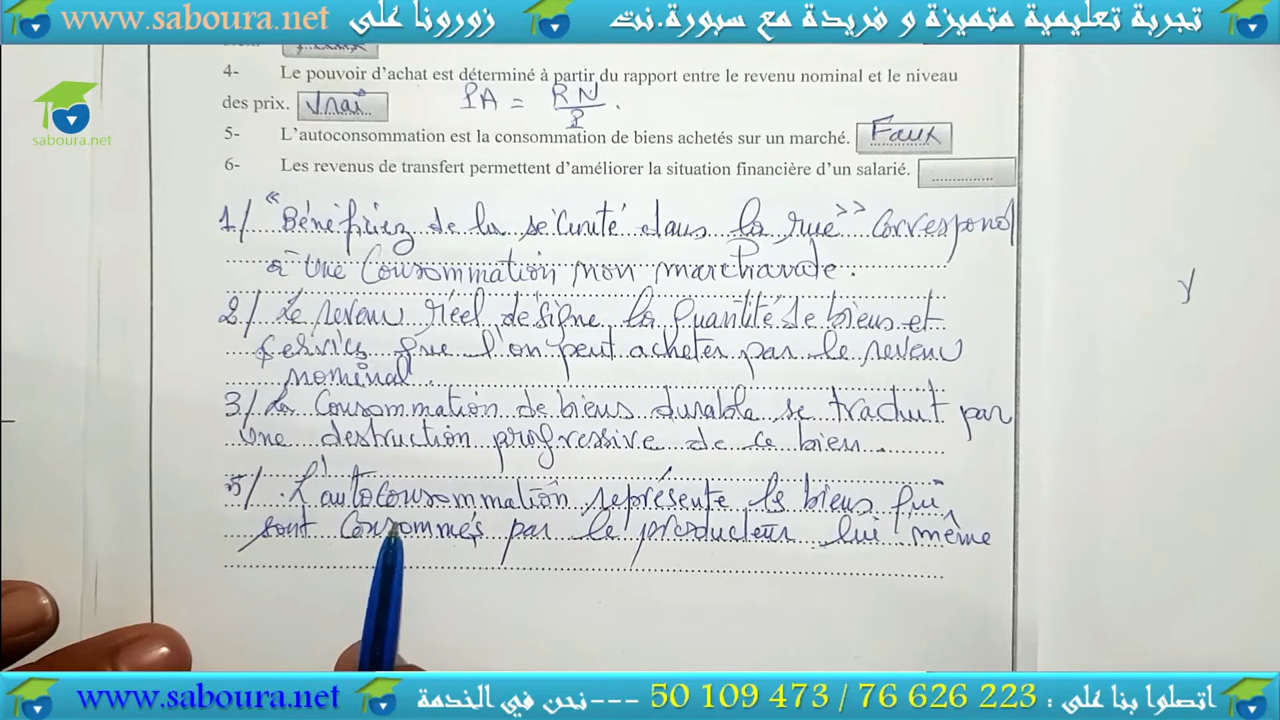 www.saboura.net زورونا على تجربة تعليمية متميزة و فريدة مع سبورة.نت
4- Le pouvoir d'achat est déterminé à partir du rapport entre le revenu nominal et le niveau
des prix. Vrai PA = RN / P .
saboura.net
5- L'autoconsommation est la consommation de biens achetés sur un marché. Faux
6- Les revenus de transfert permettent d'améliorer la situation financière d'un salarié. ..............
1/ "Bénéficiez de la sécurité dans la rue" correspond
à une consommation non marchande.
2/ Le revenu réel désigne la quantité de biens et
services que l'on peut acheter par le revenu
nominal.
3/ La consommation de biens durable se traduit par
une destruction progressive de ce bien.
5/ L'autoconsommation représente les biens qui
sont consommés par le producteur lui même
www.saboura.net اتصلوا بنا على : 223 626 76 / 473 109 50 ---نحن في الخدمة